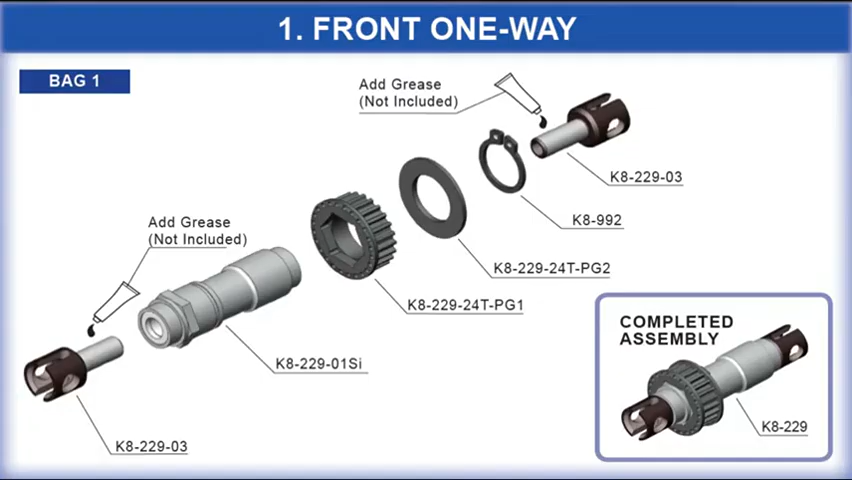 1. FRONT ONE-WAY
BAG 1
Add Grease
(Not Included)
K8-229-03
K8-992
K8-229-24T-PG2
K8-229-24T-PG1
Add Grease
(Not Included)
K8-229-01Si
K8-229-03
COMPLETED
ASSEMBLY
K8-229